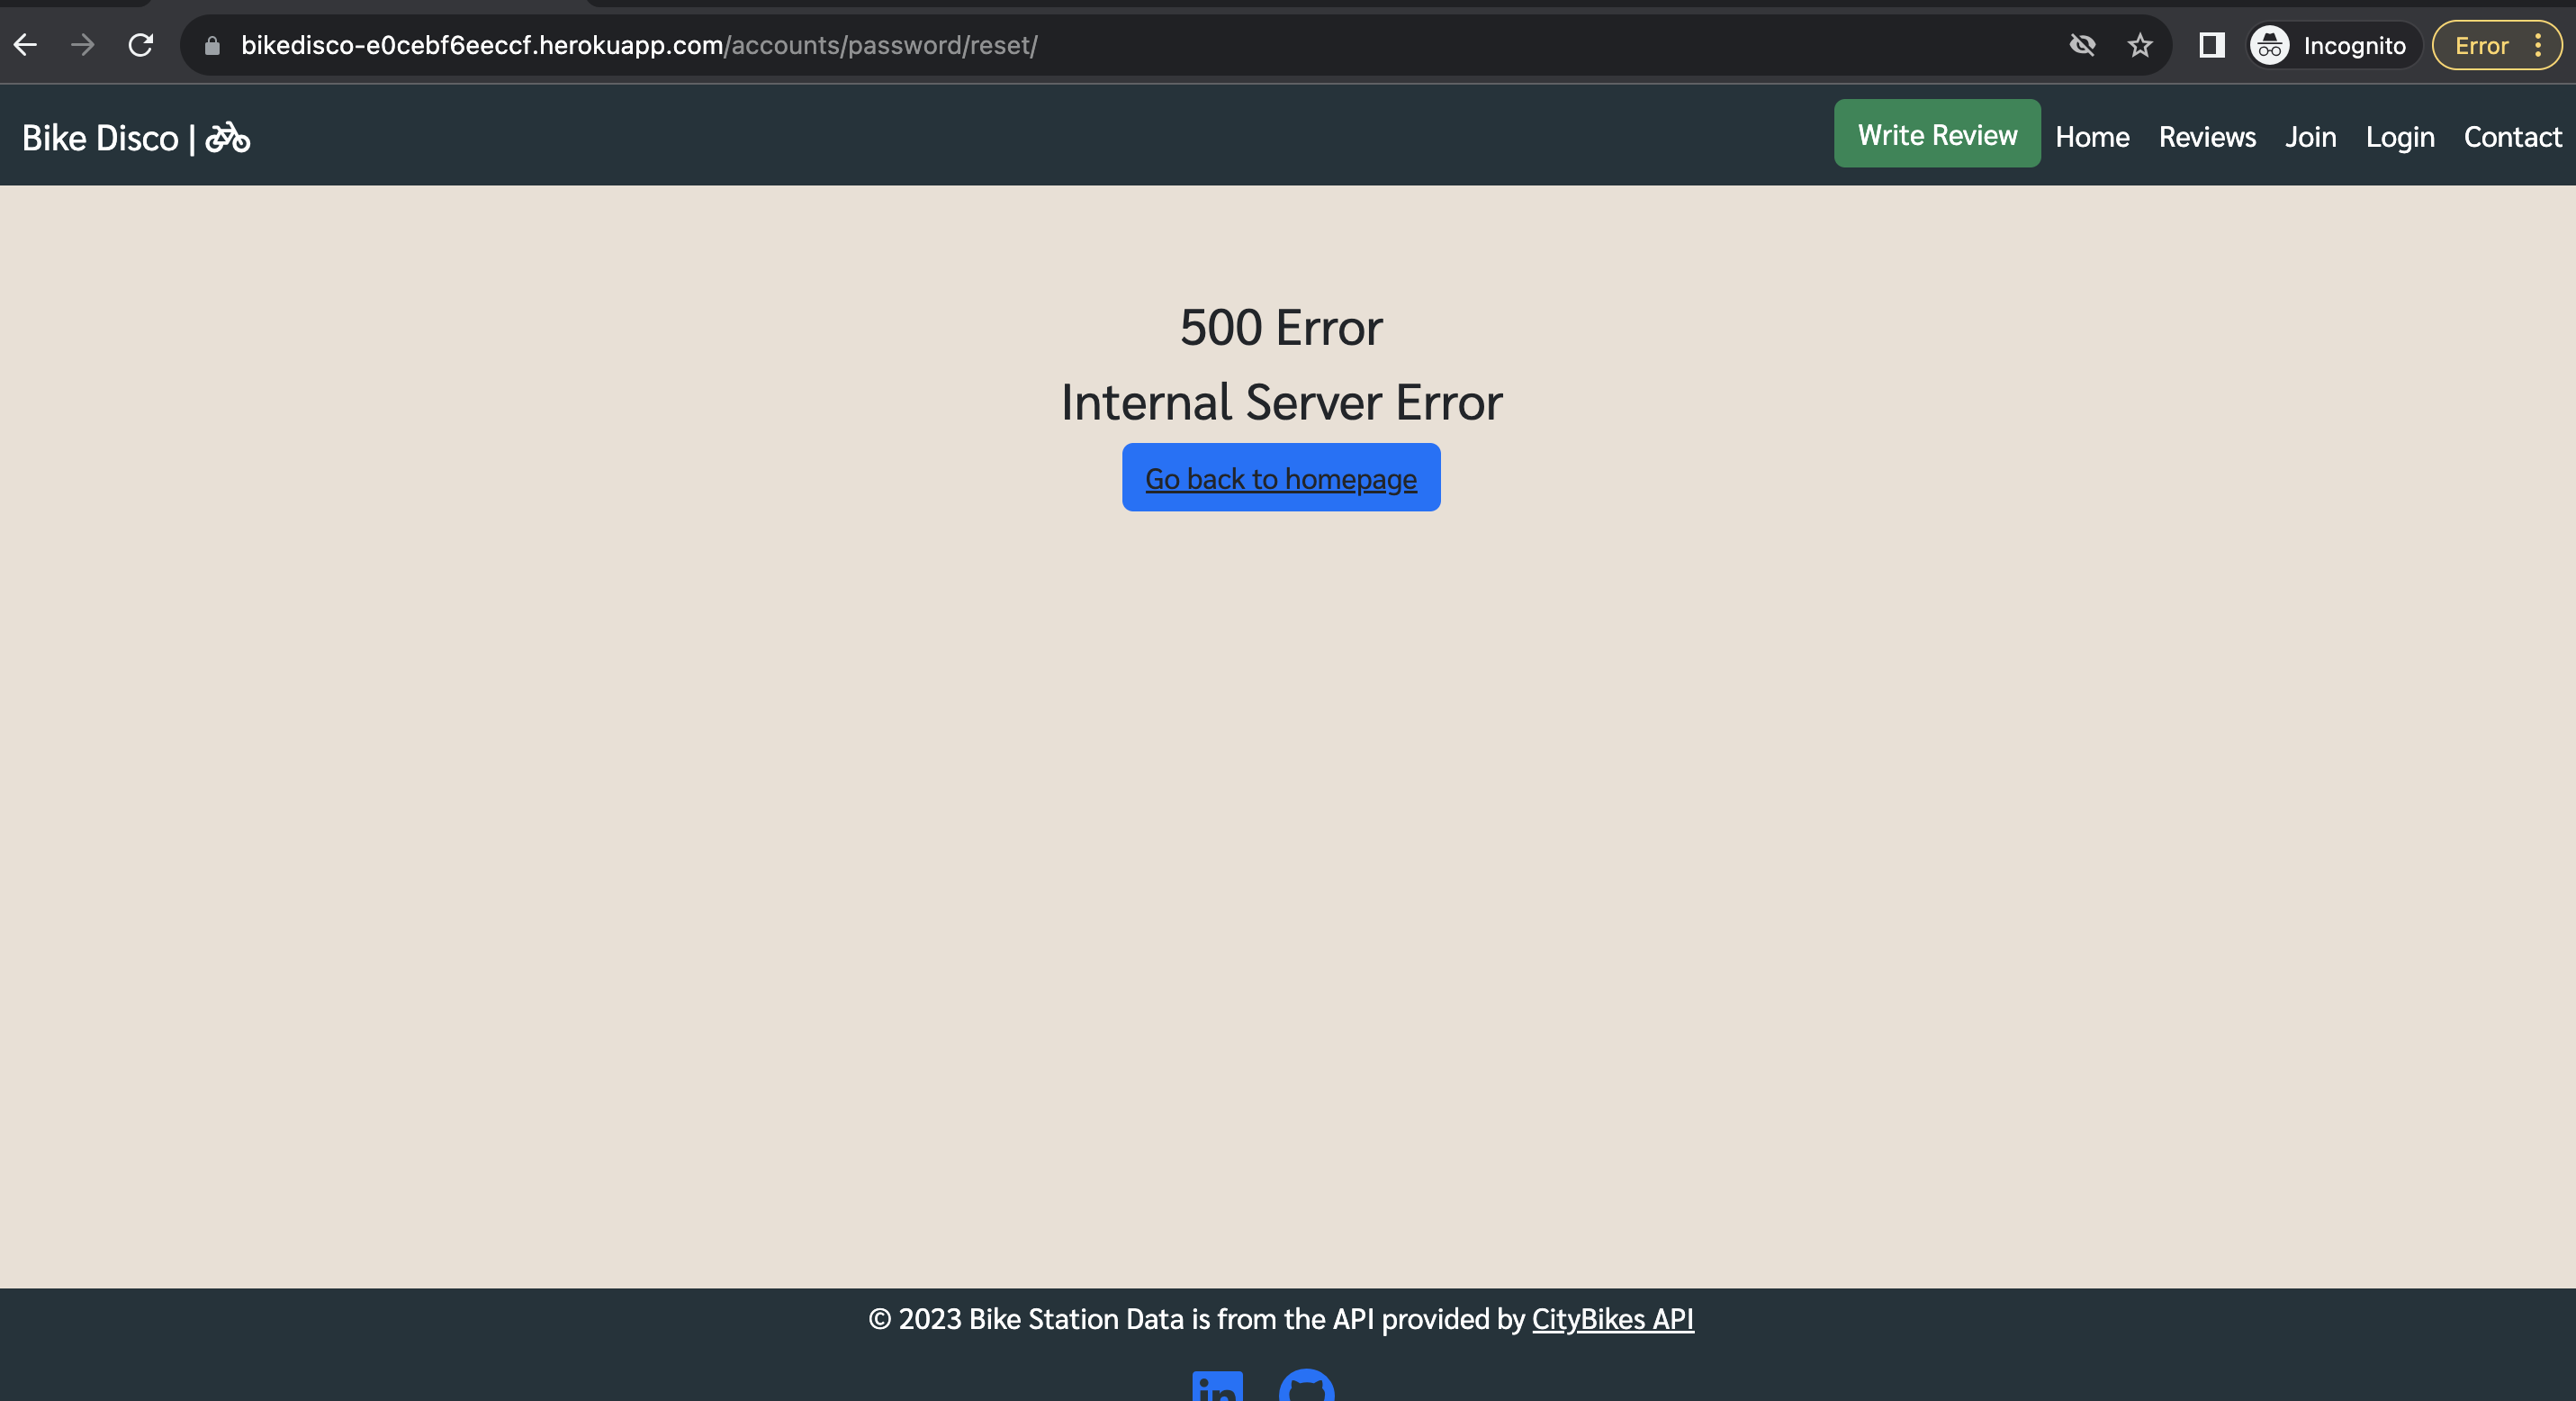 bikedisco-e0cebf6eeccf.herokuapp.com/accounts/password/reset/
Incognito
Error
Bike Disco |
Write Review
Home
Reviews
Join
Login
Contact
500 Error
Internal Server Error
Go back to homepage
© 2023 Bike Station Data is from the API provided by CityBikes API
in